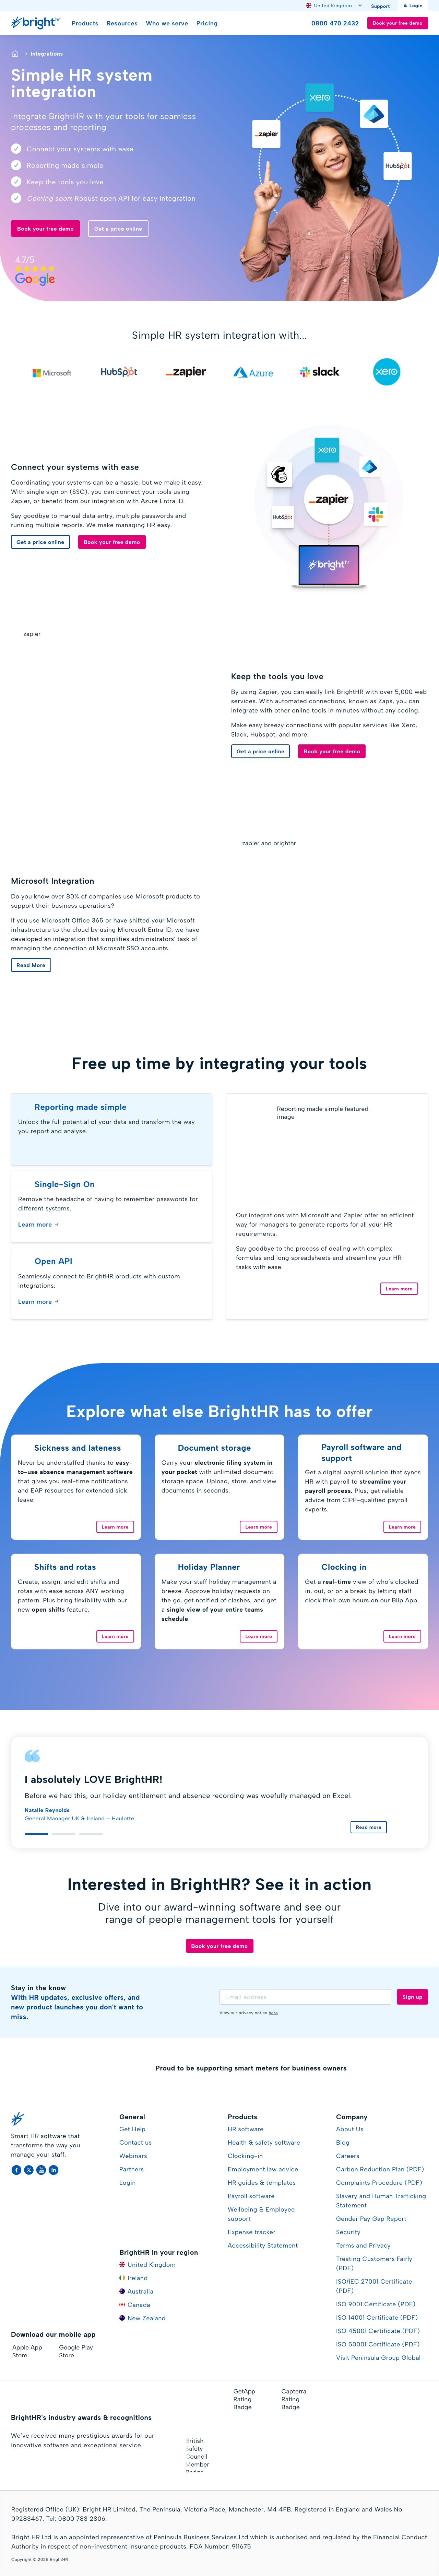 United Kingdom
Support
Login
brightHR
Products
Resources
Who we serve
Pricing
0800 470 2432
Book your free demo
Integrations
Simple HR system
integration
Integrate BrightHR with your tools for seamless
processes and reporting
Connect your systems with ease
Reporting made simple
Keep the tools you love
Coming soon: Robust open API for easy integration
Book your free demo
Get a price online
4.7/5
Google
xero
zapier
HubSpot
Simple HR system integration with...
Microsoft
HubSpot
zapier
Azure
slack
xero
Connect your systems with ease
Coordinating your systems can be a hassle, but we make it easy.
With single sign on (SSO), you can connect your tools using
Zapier, or benefit from our integration with Azure Entra ID.
Say goodbye to manual data entry, multiple passwords and
running multiple reports. We make managing HR easy.
Get a price online
Book your free demo
xero
zapier
HubSpot
brightHR
zapier
Keep the tools you love
By using Zapier, you can easily link BrightHR with over 5,000 web
services. With automated connections, known as Zaps, you can
integrate with other online tools in minutes without any coding.
Make easy breezy connections with popular services like Xero,
Slack, Hubspot, and more.
Get a price online
Book your free demo
zapier and brighthr
Microsoft Integration
Do you know over 80% of companies use Microsoft products to
support their business operations?
If you use Microsoft Office 365 or have shifted your Microsoft
infrastructure to the cloud by using Microsoft Entra ID, we have
developed an integration that simplifies administrators' task of
managing the connection of Microsoft SSO accounts.
Read More
Free up time by integrating your tools
Reporting made simple
Unlock the full potential of your data and transform the way
you report and analyse.
Single-Sign On
Remove the headache of having to remember passwords for
different systems.
Learn more →
Open API
Seamlessly connect to BrightHR products with custom
integrations.
Learn more →
Reporting made simple featured
image
Our integrations with Microsoft and Zapier offer an efficient
way for managers to generate reports for all your HR
requirements.
Say goodbye to the process of dealing with complex
formulas and long spreadsheets and streamline your HR
tasks with ease.
Learn more
Explore what else BrightHR has to offer
Sickness and lateness
Never be understaffed thanks to easy-
to-use absence management software
that gives you real-time notifications
and EAP resources for extended sick
leave.
Learn more
Document storage
Carry your electronic filing system in
your pocket with unlimited document
storage space. Upload, store, and view
documents in seconds.
Learn more
Payroll software and
support
Get a digital payroll solution that syncs
HR with payroll to streamline your
payroll process. Plus, get reliable
advice from CIPP-qualified payroll
experts.
Learn more
Shifts and rotas
Create, assign, and edit shifts and
rotas with ease across ANY working
pattern. Plus bring flexibility with our
new open shifts feature.
Learn more
Holiday Planner
Make your staff holiday management a
breeze. Approve holiday requests on
the go, get notified of clashes, and get
a single view of your entire teams
schedule.
Learn more
Clocking in
Get a real-time view of who's clocked
in, out, or on a break by letting staff
clock their own hours on our Blip App.
Learn more
I absolutely LOVE BrightHR!
Before we had this, our holiday entitlement and absence recording was woefully managed on Excel.
Natalie Reynolds
General Manager UK & Ireland – Haulotte
Read more
Interested in BrightHR? See it in action
Dive into our award-winning software and see our
range of people management tools for yourself
Book your free demo
Stay in the know
With HR updates, exclusive offers, and
new product launches you don't want to
miss.
Email address
Sign up
View our privacy notice here
Proud to be supporting smart meters for business owners
Smart HR software that
transforms the way you
manage your staff.
General
Get Help
Contact us
Webinars
Partners
Login
BrightHR in your region
United Kingdom
Ireland
Australia
Canada
New Zealand
Products
HR software
Health & safety software
Clocking-in
Employment law advice
HR guides & templates
Payroll software
Wellbeing & Employee
support
Expense tracker
Accessibility Statement
Company
About Us
Blog
Careers
Carbon Reduction Plan (PDF)
Complaints Procedure (PDF)
Slavery and Human Trafficking
Statement
Gender Pay Gap Report
Security
Terms and Privacy
Treating Customers Fairly
(PDF)
ISO/IEC 27001 Certificate
(PDF)
ISO 9001 Certificate (PDF)
ISO 14001 Certificate (PDF)
ISO 45001 Certificate (PDF)
ISO 50001 Certificate (PDF)
Visit Peninsula Group Global
Download our mobile app
Apple App
Store
Google Play
Store
BrightHR's industry awards & recognitions
We've received many prestigious awards for our
innovative software and exceptional service.
GetApp
Rating
Badge
Capterra
Rating
Badge
British
Safety
Council
Member
Badge
Registered Office (UK): Bright HR Limited, The Peninsula, Victoria Place, Manchester, M4 4FB. Registered in England and Wales No:
09283467. Tel: 0800 783 2806.
Bright HR Ltd is an appointed representative of Peninsula Business Services Ltd which is authorised and regulated by the Financial Conduct
Authority in respect of non-investment insurance products. FCA Number: 911675
Copyright © 2025 BrightHR